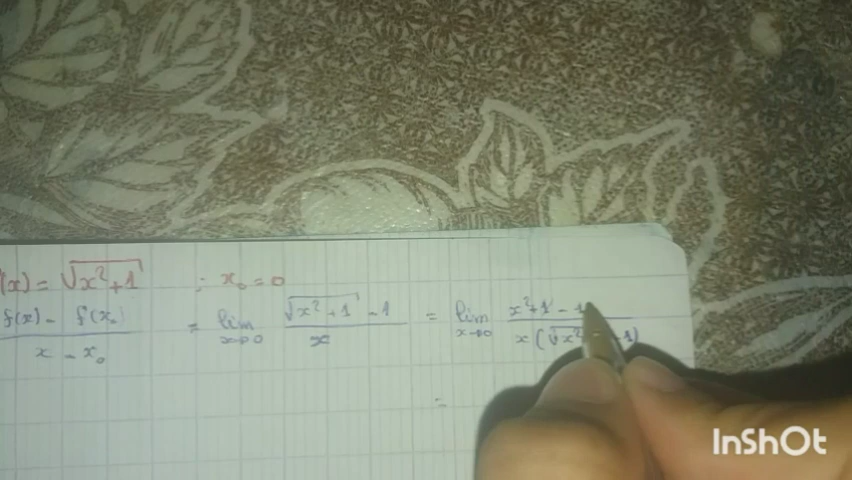 (x) = √x²+1 ; x₀ = 0
f(x) - f(x₀) / x - x₀ = lim x→0 √x²+1 - 1 / x = lim x→0 x²+1 - 1 / x(√x² 1)
=
InShOt